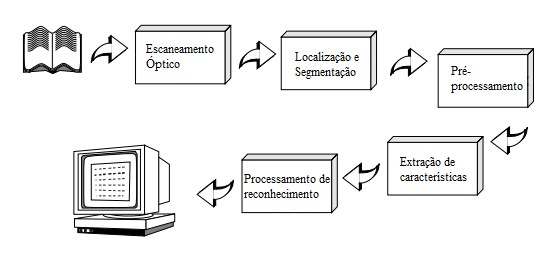 Escaneamento
Óptico
Localização e
Segmentação
Pré-
processamento
Extração de
características
Processamento de
reconhecimento